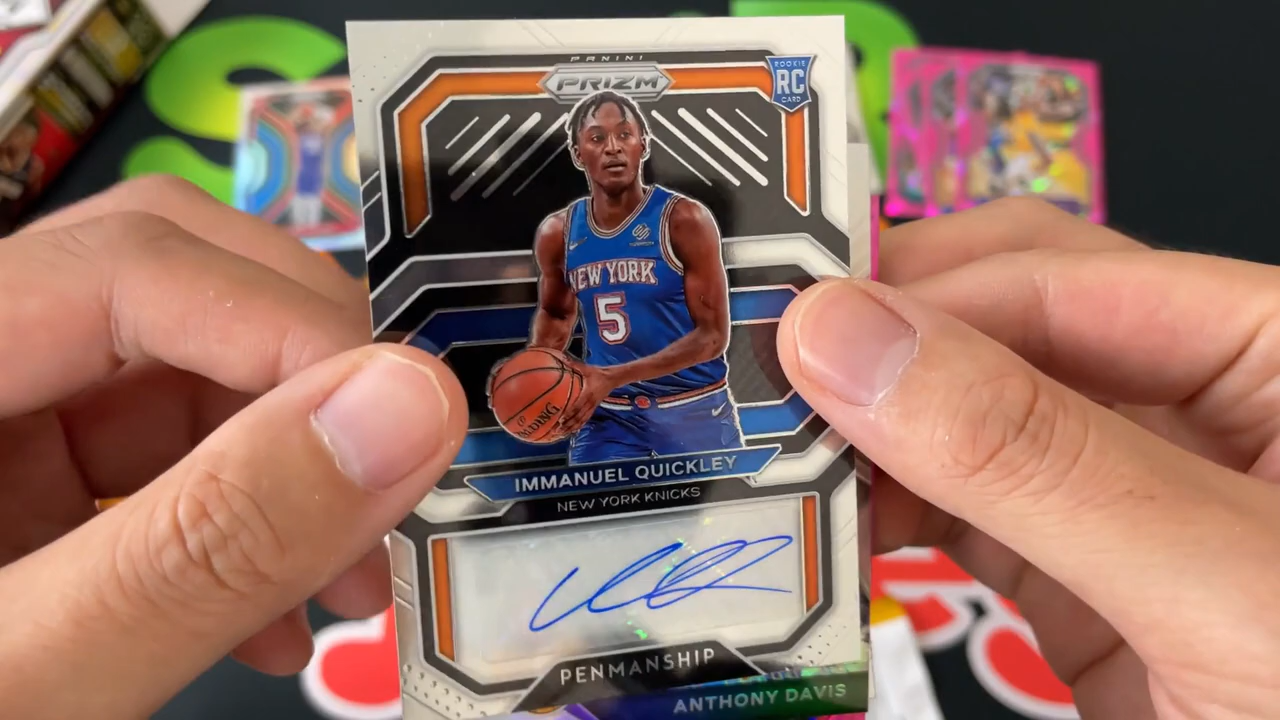 PANINI
PRIZM
ROOKIE
RC
CARD
NEW YORK
5
SPALDING
IMMANUEL QUICKLEY
NEW YORK KNICKS
PENMANSHIP
ANTHONY DAVIS